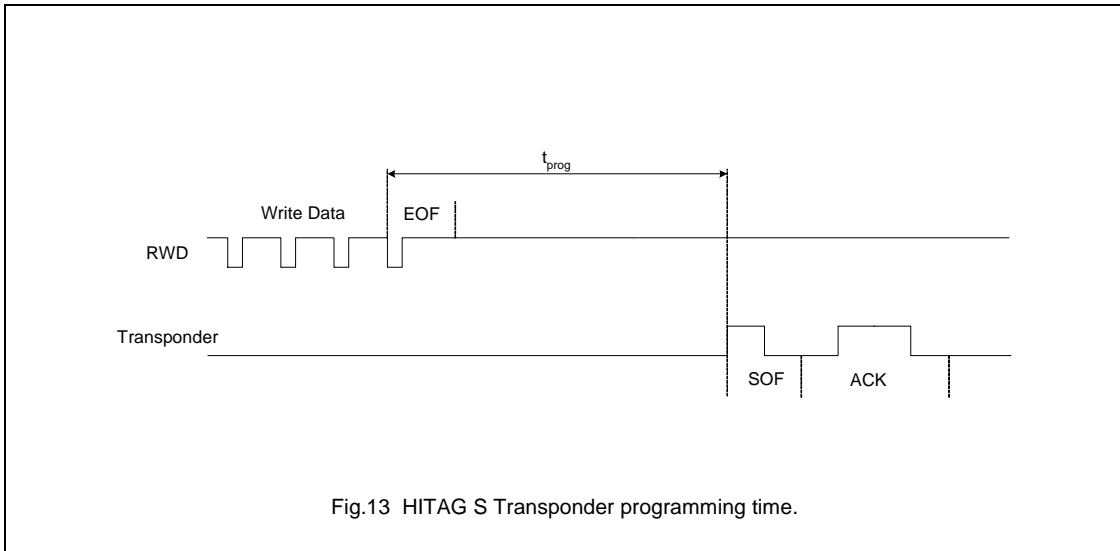 tprog
Write Data
EOF
RWD
Transponder
SOF
ACK
Fig.13 HITAG S Transponder programming time.